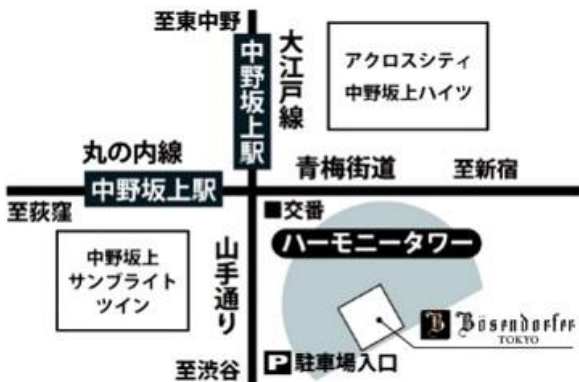 至東中野
中野坂上駅
大江戸線
アクロスシティ
中野坂上ハイツ
丸の内線
中野坂上駅
青梅街道
至新宿
至荻窪
■交番
ハーモニータワー
中野坂上
サンブライト
ツイン
山手通り
B Bösendorfer
TOKYO
至渋谷
P 駐車場入口